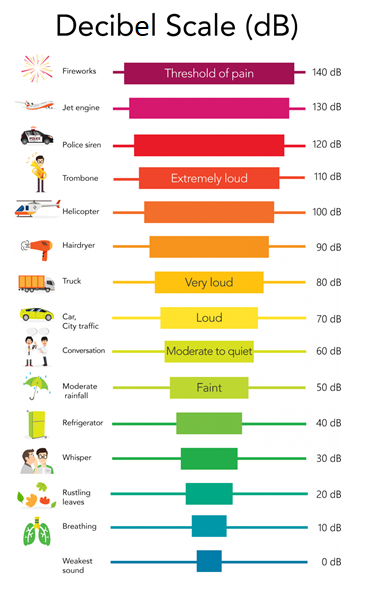 Decibel Scale (dB)
Fireworks Threshold of pain 140 dB
Jet engine 130 dB
POLICE
Police siren 120 dB
Trombone Extremely loud 110 dB
Helicopter 100 dB
Hairdryer 90 dB
Truck Very loud 80 dB
Car,
City traffic Loud 70 dB
Conversation Moderate to quiet 60 dB
Moderate
rainfall Faint 50 dB
Refrigerator 40 dB
Whisper 30 dB
Rustling
leaves 20 dB
Breathing 10 dB
Weakest
sound 0 dB